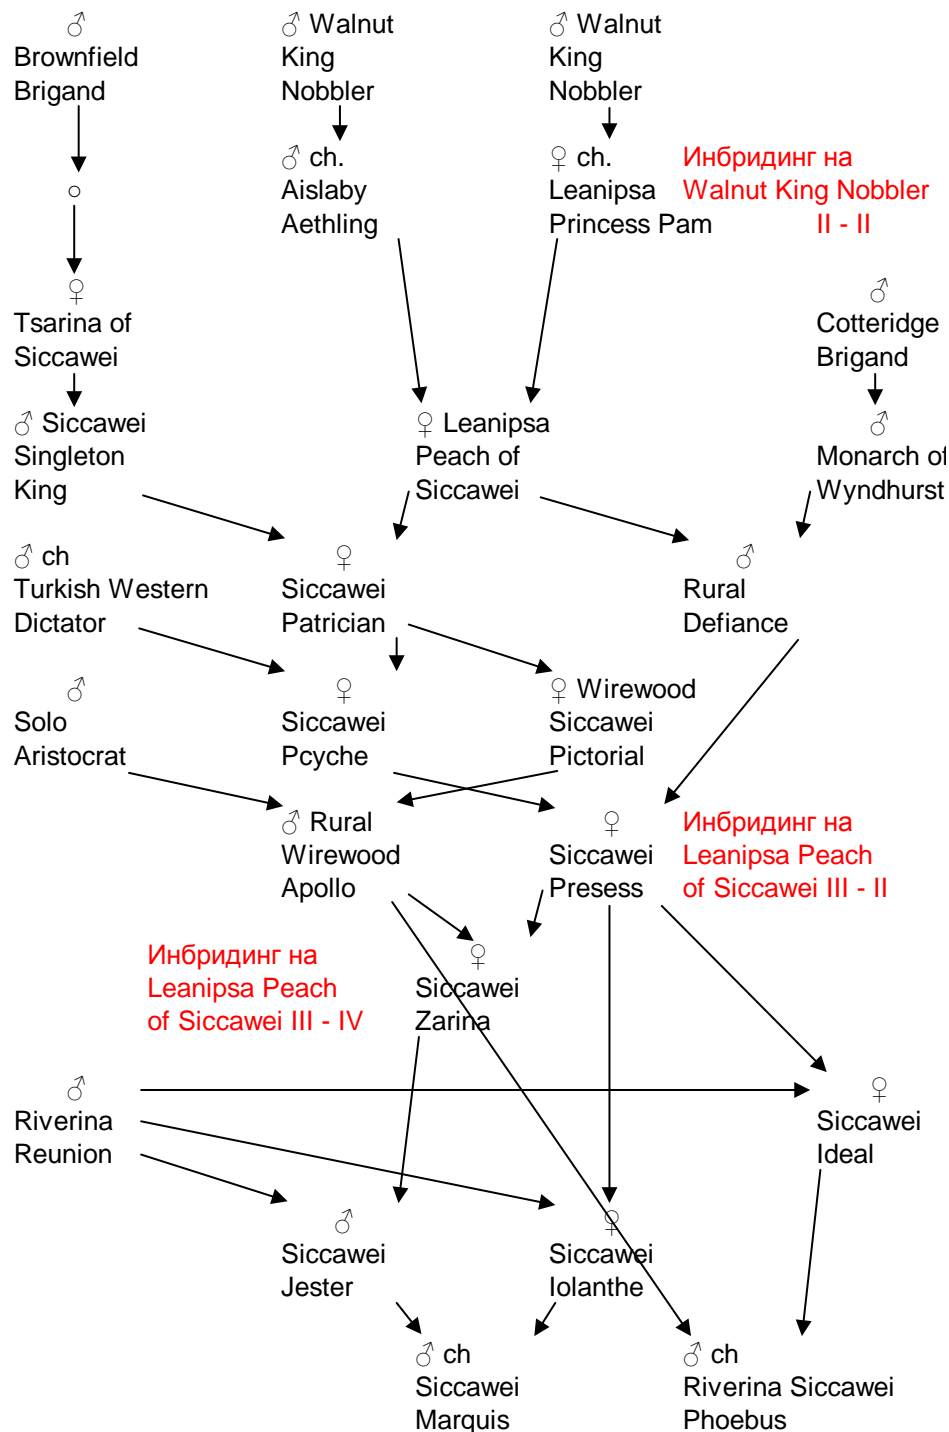 ♂
Brownfield
Brigand
♂ Walnut
King
Nobbler
♂ Walnut
King
Nobbler
♂ ch.
Aislaby
Aethling
♀ ch.
Leanipsa
Princess Pam
Инбридинг на
Walnut King Nobbler
II - II
♀
Tsarina of
Siccawei
♂
Cotteridge
Brigand
♂ Siccawei
Singleton
King
♀ Leanipsa
Peach of
Siccawei
♂
Monarch of
Wyndhurst
♂ ch
Turkish Western
Dictator
♀
Siccawei
Patrician
♂
Rural
Defiance
♂
Solo
Aristocrat
♀
Siccawei
Pcyche
♀ Wirewood
Siccawei
Pictorial
♂ Rural
Wirewood
Apollo
♀
Siccawei
Presess
Инбридинг на
Leanipsa Peach
of Siccawei III - II
Инбридинг на
Leanipsa Peach
of Siccawei III - IV
♀
Siccawei
Zarina
♂
Riverina
Reunion
♀
Siccawei
Ideal
♂
Siccawei
Jester
♀
Siccawei
Iolanthe
♂ ch
Siccawei
Marquis
♂ ch
Riverina Siccawei
Phoebus